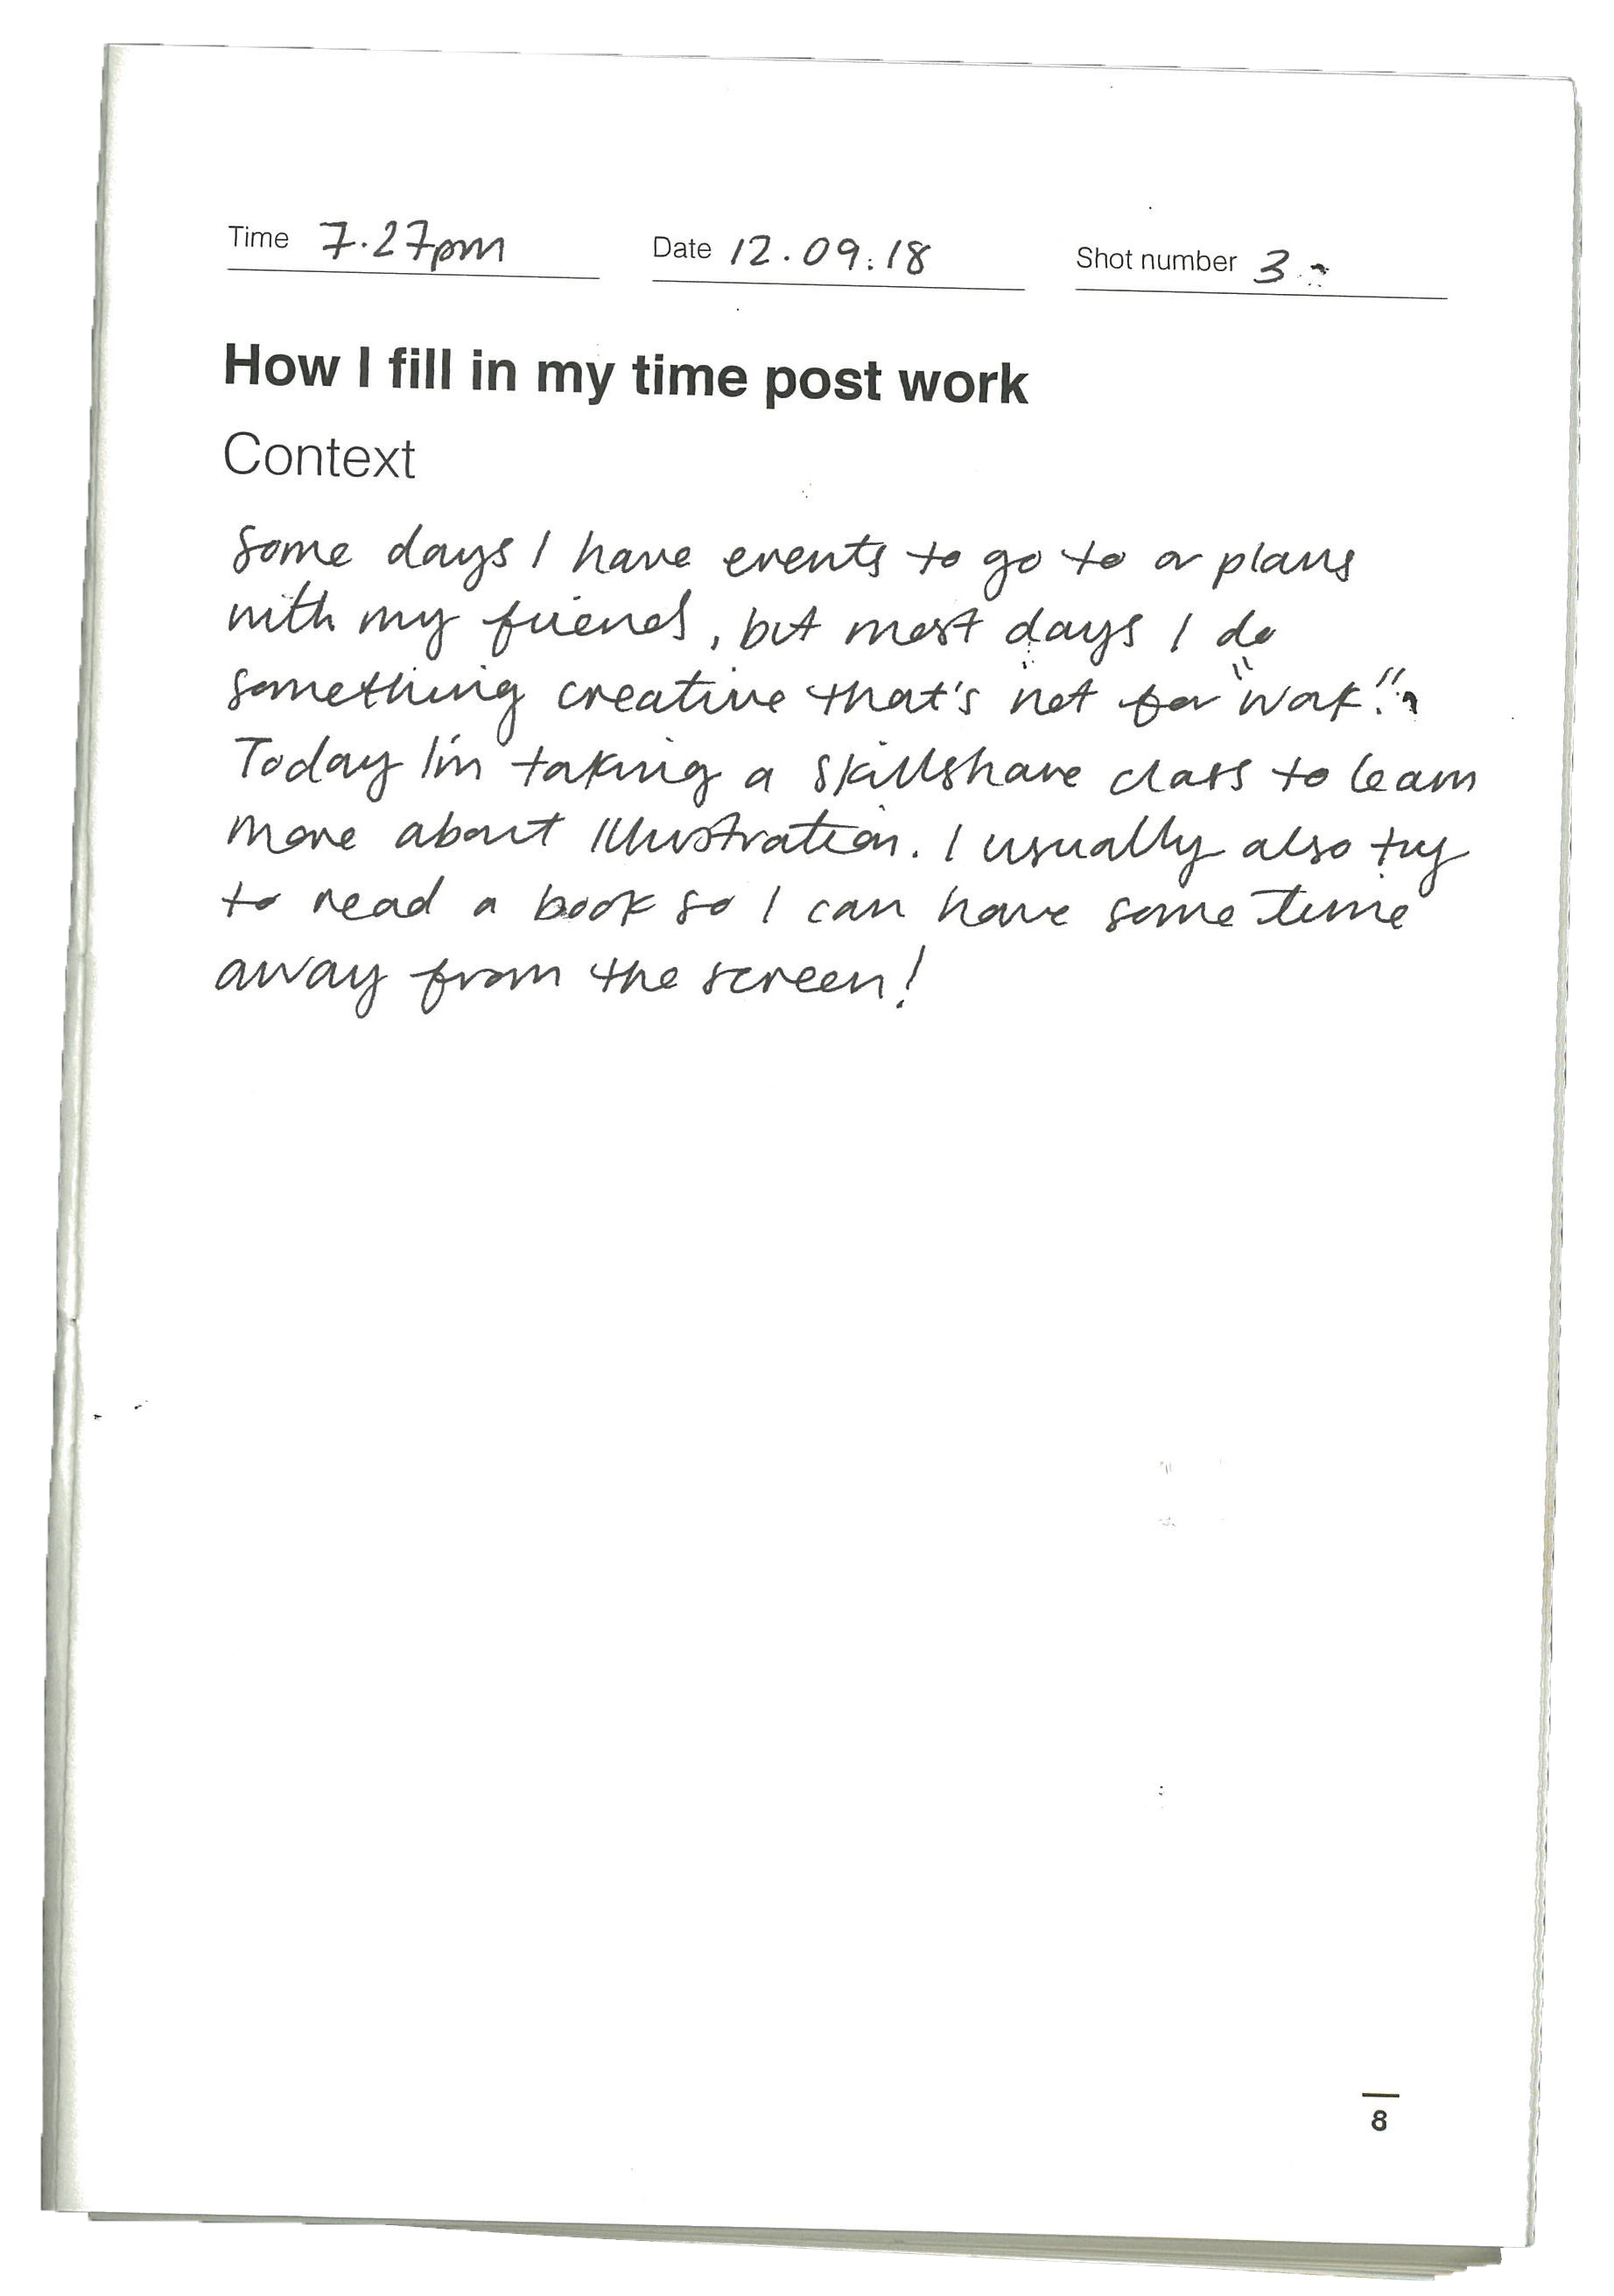 Time 7.27pm Date 12.09.18 Shot number 3
How I fill in my time post work
Context
Some days I have events to go to or plans
with my friends, but most days I do
something creative that's not for "work".
Today I'm taking a skillshare class to learn
more about illustration. I usually also try
to read a book so I can have some time
away from the screen!
8